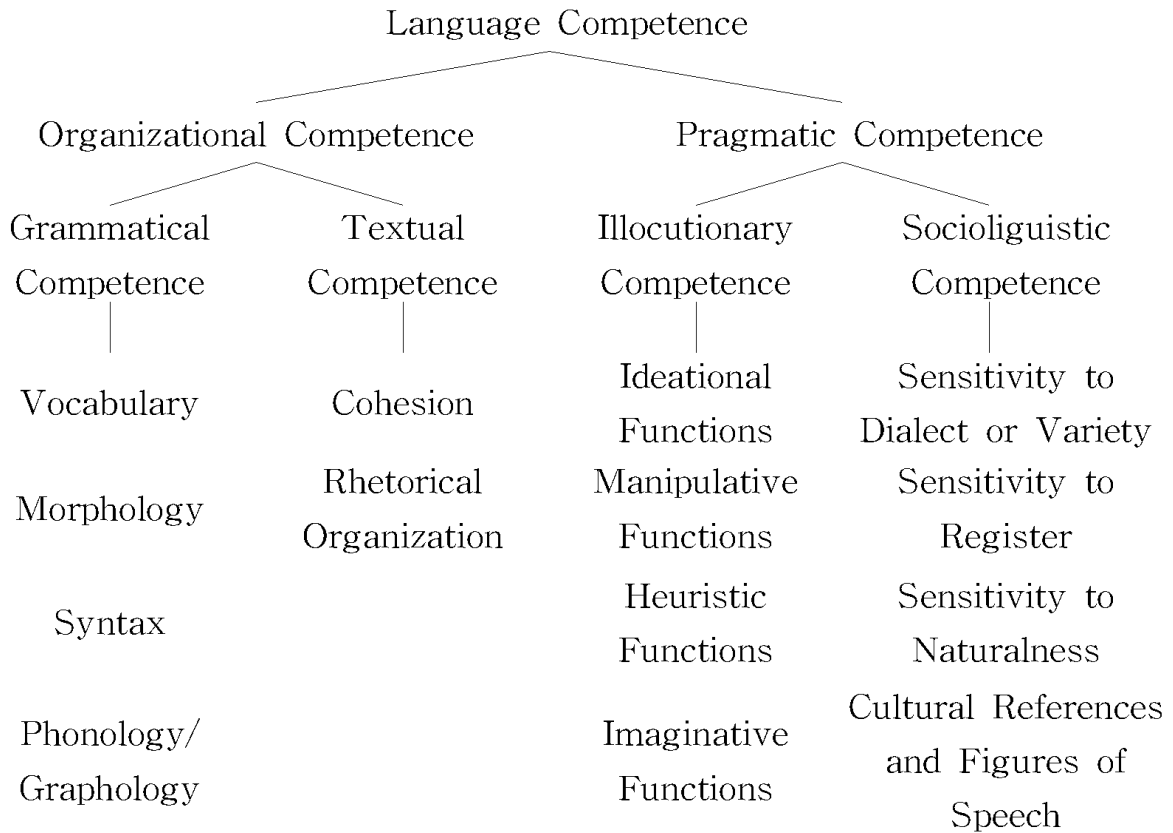 Language Competence
Organizational Competence
Pragmatic Competence
Grammatical
Competence
Textual
Competence
Illocutionary
Competence
Socioliguistic
Competence
Vocabulary
Morphology
Syntax
Phonology/
Graphology
Cohesion
Rhetorical
Organization
Ideational
Functions
Manipulative
Functions
Heuristic
Functions
Imaginative
Functions
Sensitivity to
Dialect or Variety
Sensitivity to
Register
Sensitivity to
Naturalness
Cultural References
and Figures of
Speech